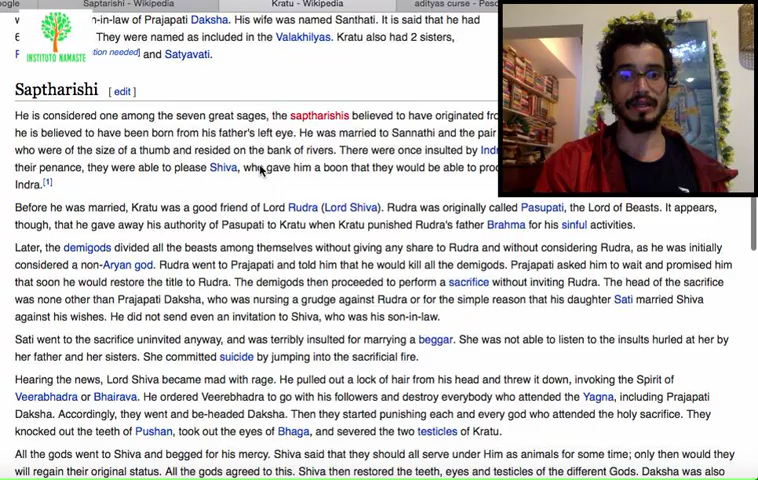 ogle
Saptarishi - Wikipedia
Kratu - Wikipedia
adityas curse - Pesc
n-in-law of Prajapati Daksha. His wife was named Santhati. It is said that he had
They were named as included in the Valakhilyas. Kratu also had 2 sisters,
tion needed] and Satyavati.
INSTITUTO NAMASTE
Saptharishi [ edit ]
He is considered one among the seven great sages, the saptharishis believed to have originated fro
he is believed to have been born from his father's left eye. He was married to Sannathi and the pair
who were of the size of a thumb and resided on the bank of rivers. There were once insulted by Ind
their penance, they were able to please Shiva, who gave him a boon that they would be able to proc
Indra.[1]
Before he was married, Kratu was a good friend of Lord Rudra (Lord Shiva). Rudra was originally called Pasupati, the Lord of Beasts. It appears,
though, that he gave away his authority of Pasupati to Kratu when Kratu punished Rudra's father Brahma for his sinful activities.
Later, the demigods divided all the beasts among themselves without giving any share to Rudra and without considering Rudra, as he was initially
considered a non-Aryan god. Rudra went to Prajapati and told him that he would kill all the demigods. Prajapati asked him to wait and promised him
that soon he would restore the title to Rudra. The demigods then proceeded to perform a sacrifice without inviting Rudra. The head of the sacrifice
was none other than Prajapati Daksha, who was nursing a grudge against Rudra or for the simple reason that his daughter Sati married Shiva
against his wishes. He did not send even an invitation to Shiva, who was his son-in-law.
Sati went to the sacrifice uninvited anyway, and was terribly insulted for marrying a beggar. She was not able to listen to the insults hurled at her by
her father and her sisters. She committed suicide by jumping into the sacrificial fire.
Hearing the news, Lord Shiva became mad with rage. He pulled out a lock of hair from his head and threw it down, invoking the Spirit of
Veerabhadra or Bhairava. He ordered Veerebhadra to go with his followers and destroy everybody who attended the Yagna, including Prajapati
Daksha. Accordingly, they went and be-headed Daksha. Then they started punishing each and every god who attended the holy sacrifice. They
knocked out the teeth of Pushan, took out the eyes of Bhaga, and severed the two testicles of Kratu.
All the gods went to Shiva and begged for his mercy. Shiva said that they should all serve under Him as animals for some time; only then would they
will regain their original status. All the gods agreed to this. Shiva then restored the teeth, eyes and testicles of the different Gods. Daksha was also